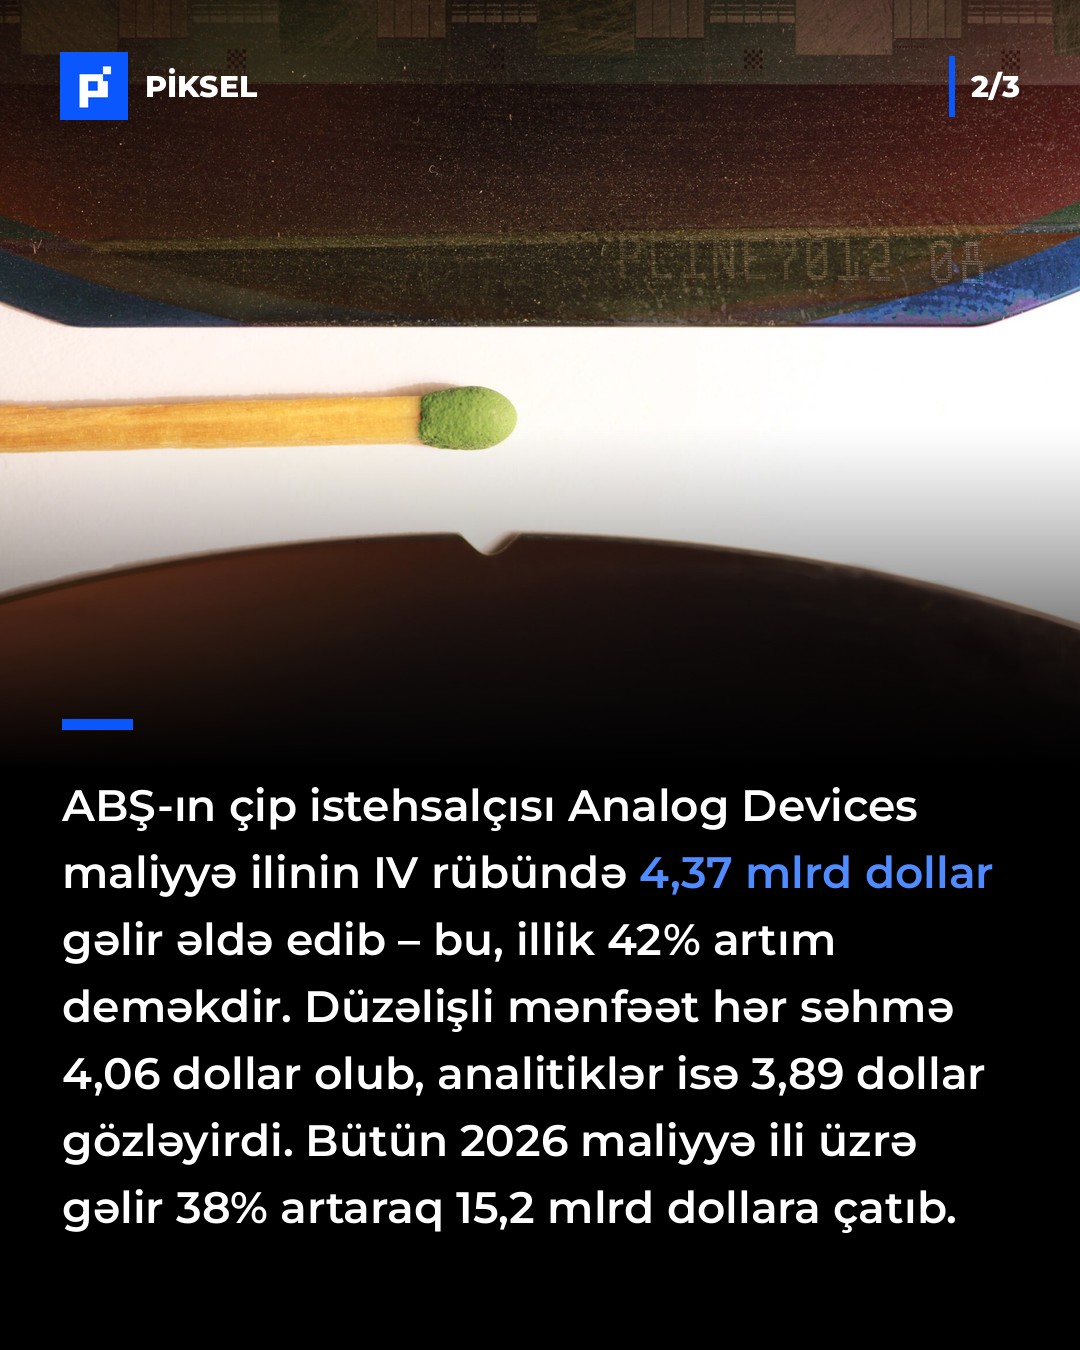 PİKSEL
2/3
PLINE7012 0A
ABŞ-ın çip istehsalçısı Analog Devices
maliyyə ilinin IV rübündə 4,37 mlrd dollar
gəlir əldə edib – bu, illik 42% artım
deməkdir. Düzəlişli mənfəət hər səhmə
4,06 dollar olub, analitiklər isə 3,89 dollar
gözləyirdi. Bütün 2026 maliyyə ili üzrə
gəlir 38% artaraq 15,2 mlrd dollara çatıb.